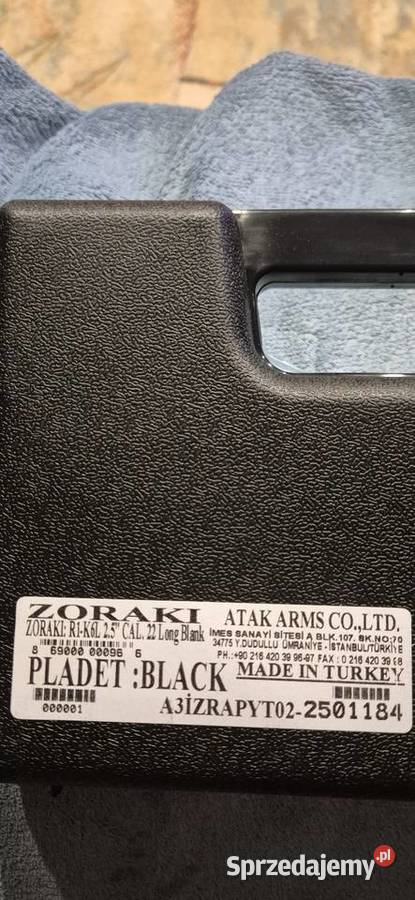 ZORAKI
ZORAKI: R1-K6L 2.5" CAL. 22 Long Blank
8 69000 00096 6
PLADET :BLACK
000001
ATAK ARMS CO.,LTD.
İMES SANAYİ SİTESİ A BLK.107. SK.NO:70
34775 Y.DUDULLU ÜMRANİYE - İSTANBUL/TÜRKİYE
PH.:+90 216 420 39 96-97 FAX : 0 216 420 39 98
MADE IN TURKEY
A3İZRAPYT02-2501184
Sprzedajemy.pl